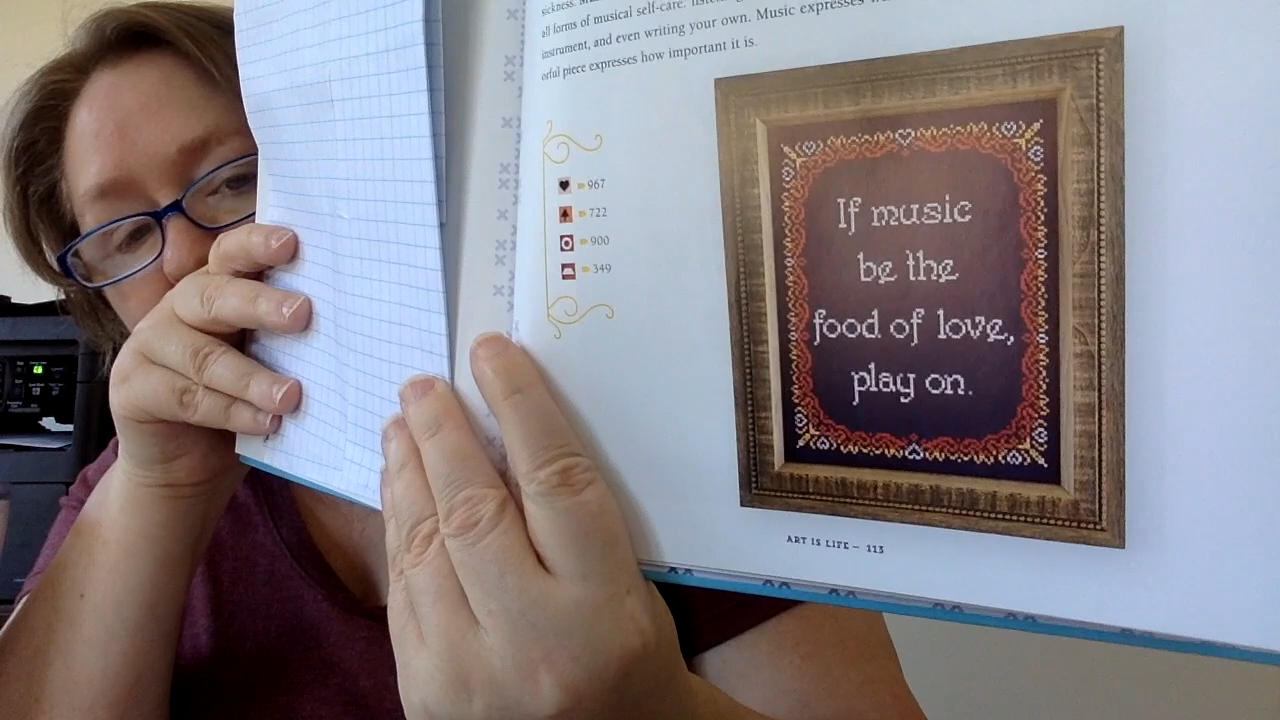 sickness.
all forms of musical self-care.
instrument, and even writing your own. Music expresses
orful piece expresses how important it is.
967
722
900
349
If music
be the
food of love,
play on.
ART IS LIFE — 113